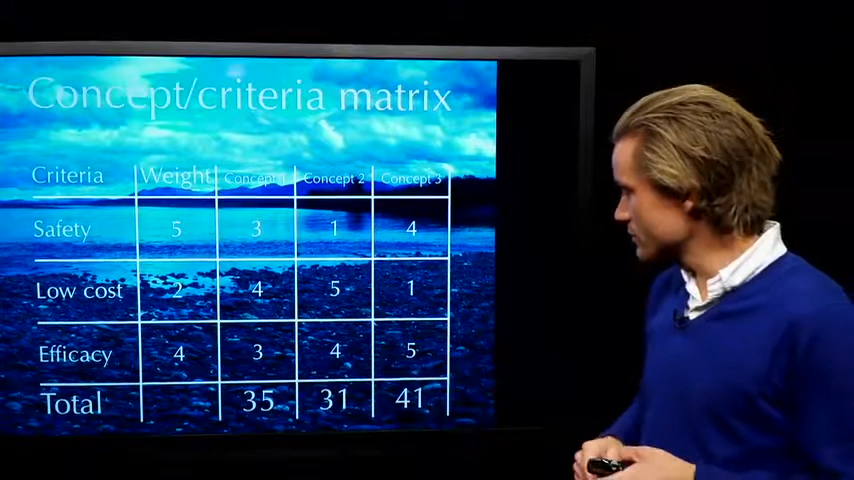 Concept/criteria matrix
Criteria Weight Concept 1 Concept 2 Concept 3
Safety 5 3 1 4
Low cost 2 4 5 1
Efficacy 4 3 4 5
Total 35 31 41